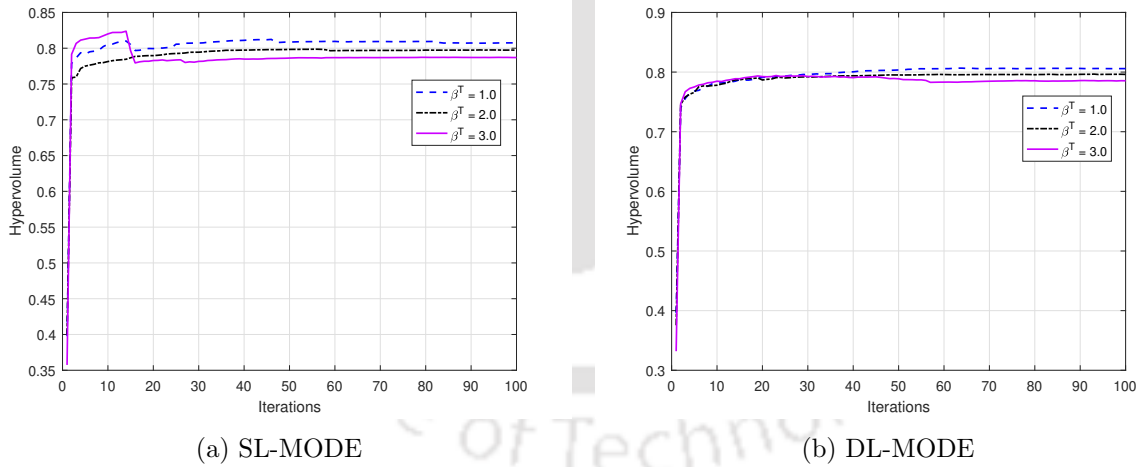 0.85
0.8
0.75
0.7
0.65
0.6
0.55
0.5
0.45
0.4
0.35
Hypervolume
0 10 20 30 40 50 60 70 80 90 100
Iterations
β^T = 1.0
β^T = 2.0
β^T = 3.0
(a) SL-MODE
0.9
0.8
0.7
0.6
0.5
0.4
0.3
Hypervolume
0 10 20 30 40 50 60 70 80 90 100
Iterations
β^T = 1.0
β^T = 2.0
β^T = 3.0
(b) DL-MODE
of Techno